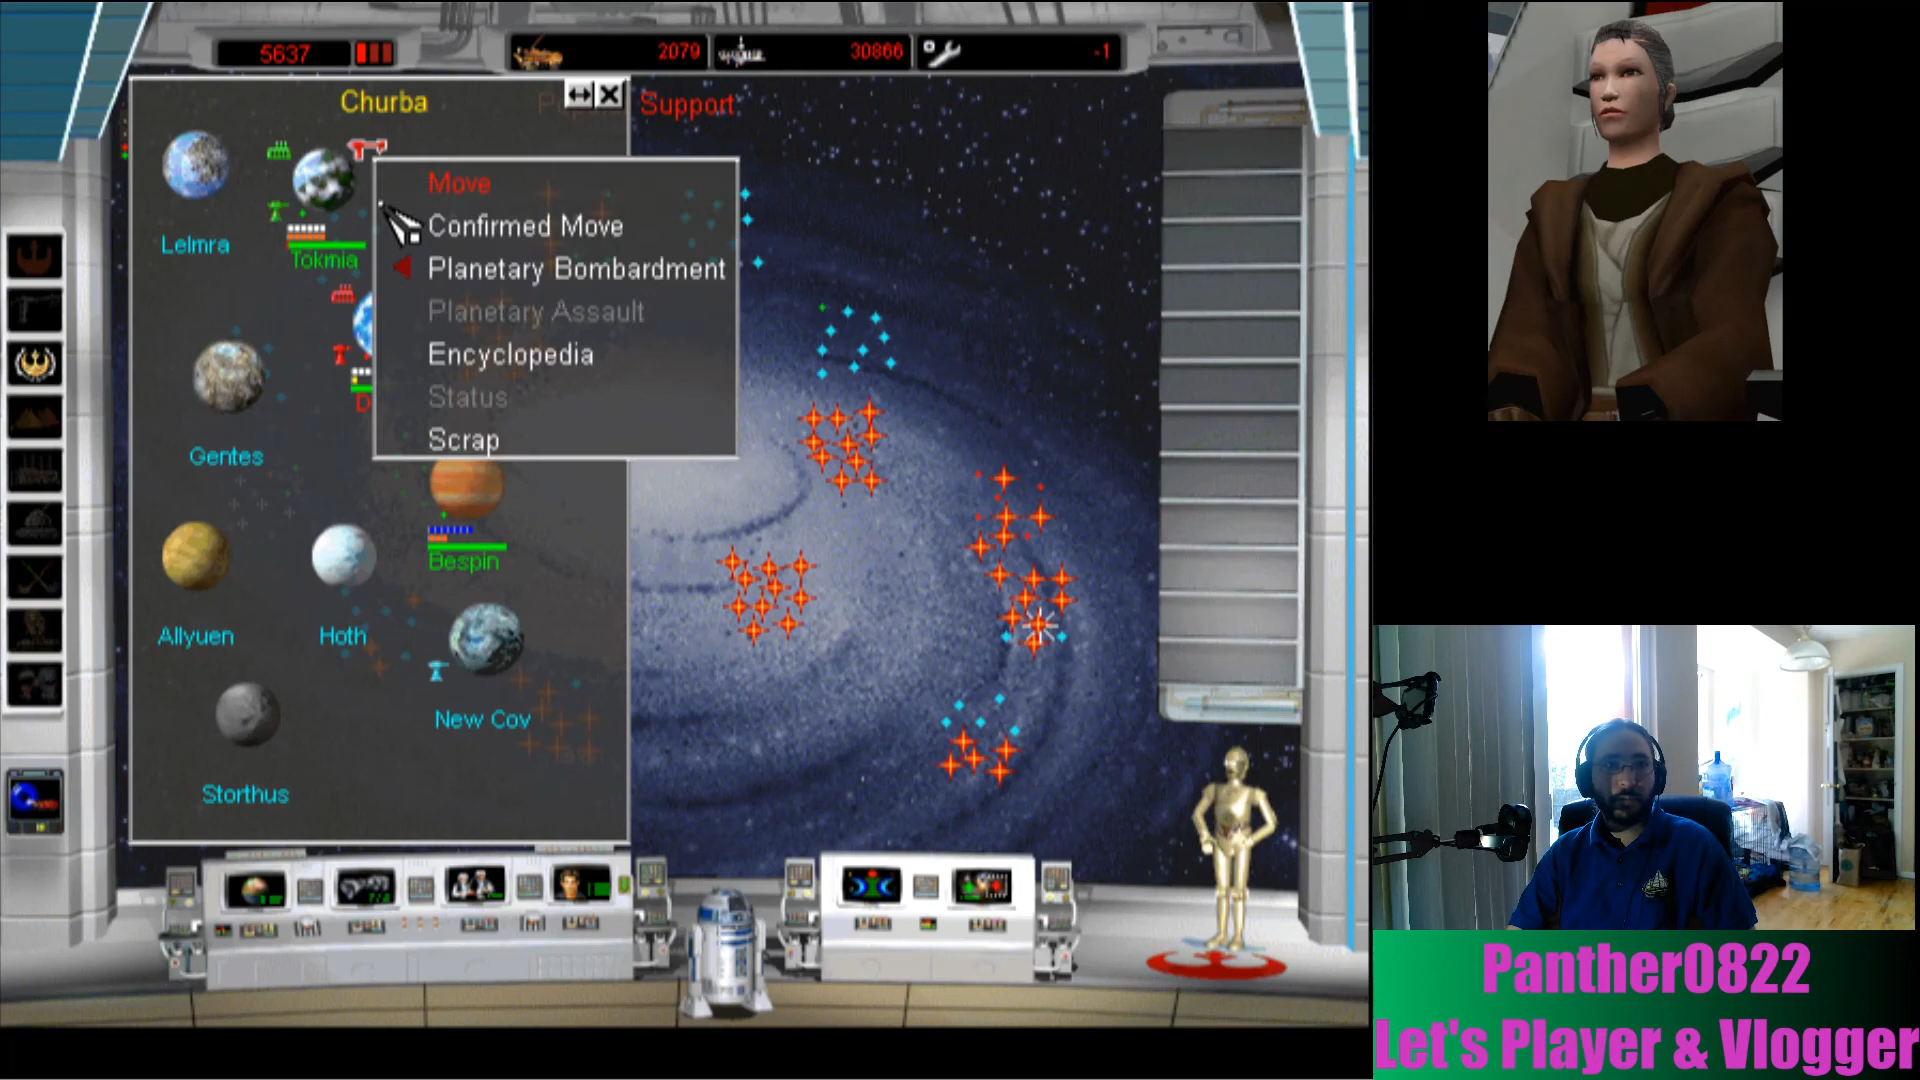 5637
2079
30866
-1
Churba
Support
Move
Confirmed Move
Planetary Bombardment
Planetary Assault
Encyclopedia
Status
Scrap
Lelmra
Tokmia
D
Gentes
Bespin
Allyuen
Hoth
New Cov
Storthus
Panther0822
Let's Player & Vlogger